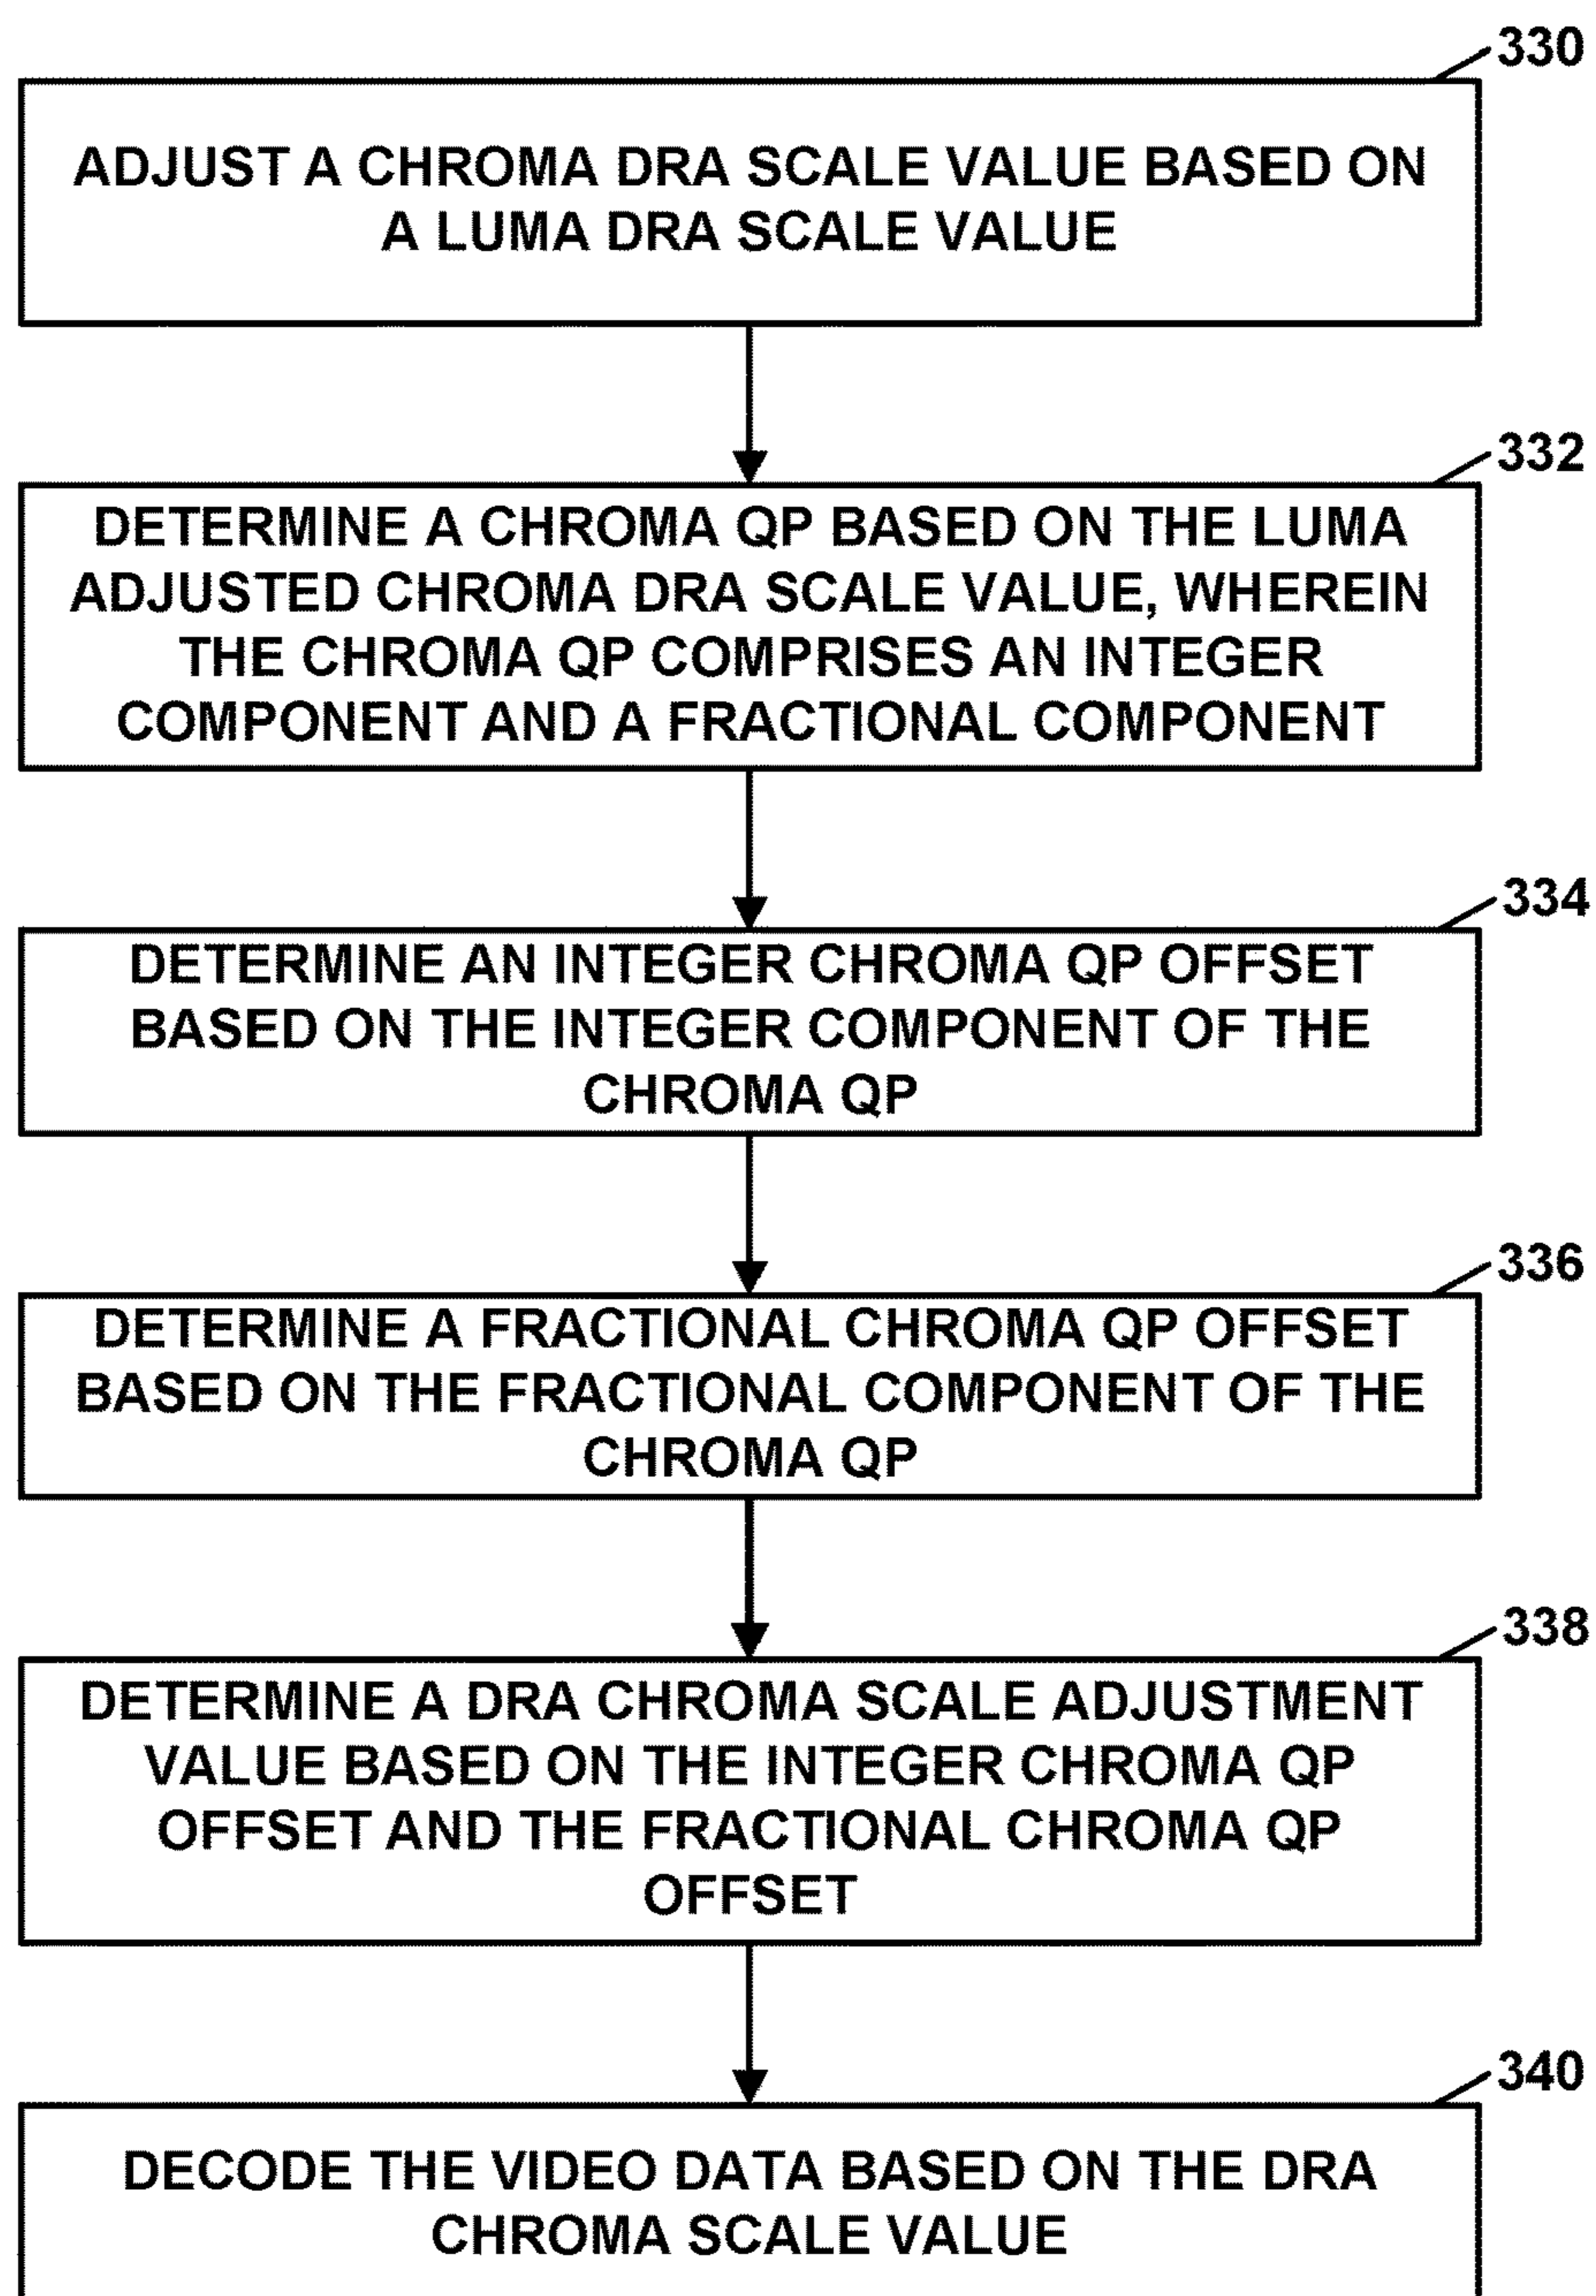 330
ADJUST A CHROMA DRA SCALE VALUE BASED ON
A LUMA DRA SCALE VALUE
332
DETERMINE A CHROMA QP BASED ON THE LUMA
ADJUSTED CHROMA DRA SCALE VALUE, WHEREIN
THE CHROMA QP COMPRISES AN INTEGER
COMPONENT AND A FRACTIONAL COMPONENT
334
DETERMINE AN INTEGER CHROMA QP OFFSET
BASED ON THE INTEGER COMPONENT OF THE
CHROMA QP
336
DETERMINE A FRACTIONAL CHROMA QP OFFSET
BASED ON THE FRACTIONAL COMPONENT OF THE
CHROMA QP
338
DETERMINE A DRA CHROMA SCALE ADJUSTMENT
VALUE BASED ON THE INTEGER CHROMA QP
OFFSET AND THE FRACTIONAL CHROMA QP
OFFSET
340
DECODE THE VIDEO DATA BASED ON THE DRA
CHROMA SCALE VALUE